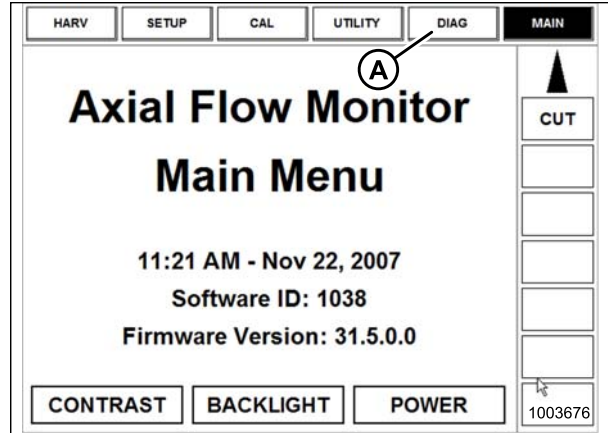 HARV SETUP CAL UTILITY DIAG MAIN
A
CUT
Axial Flow Monitor
Main Menu
11:21 AM - Nov 22, 2007
Software ID: 1038
Firmware Version: 31.5.0.0
CONTRAST BACKLIGHT POWER
1003676